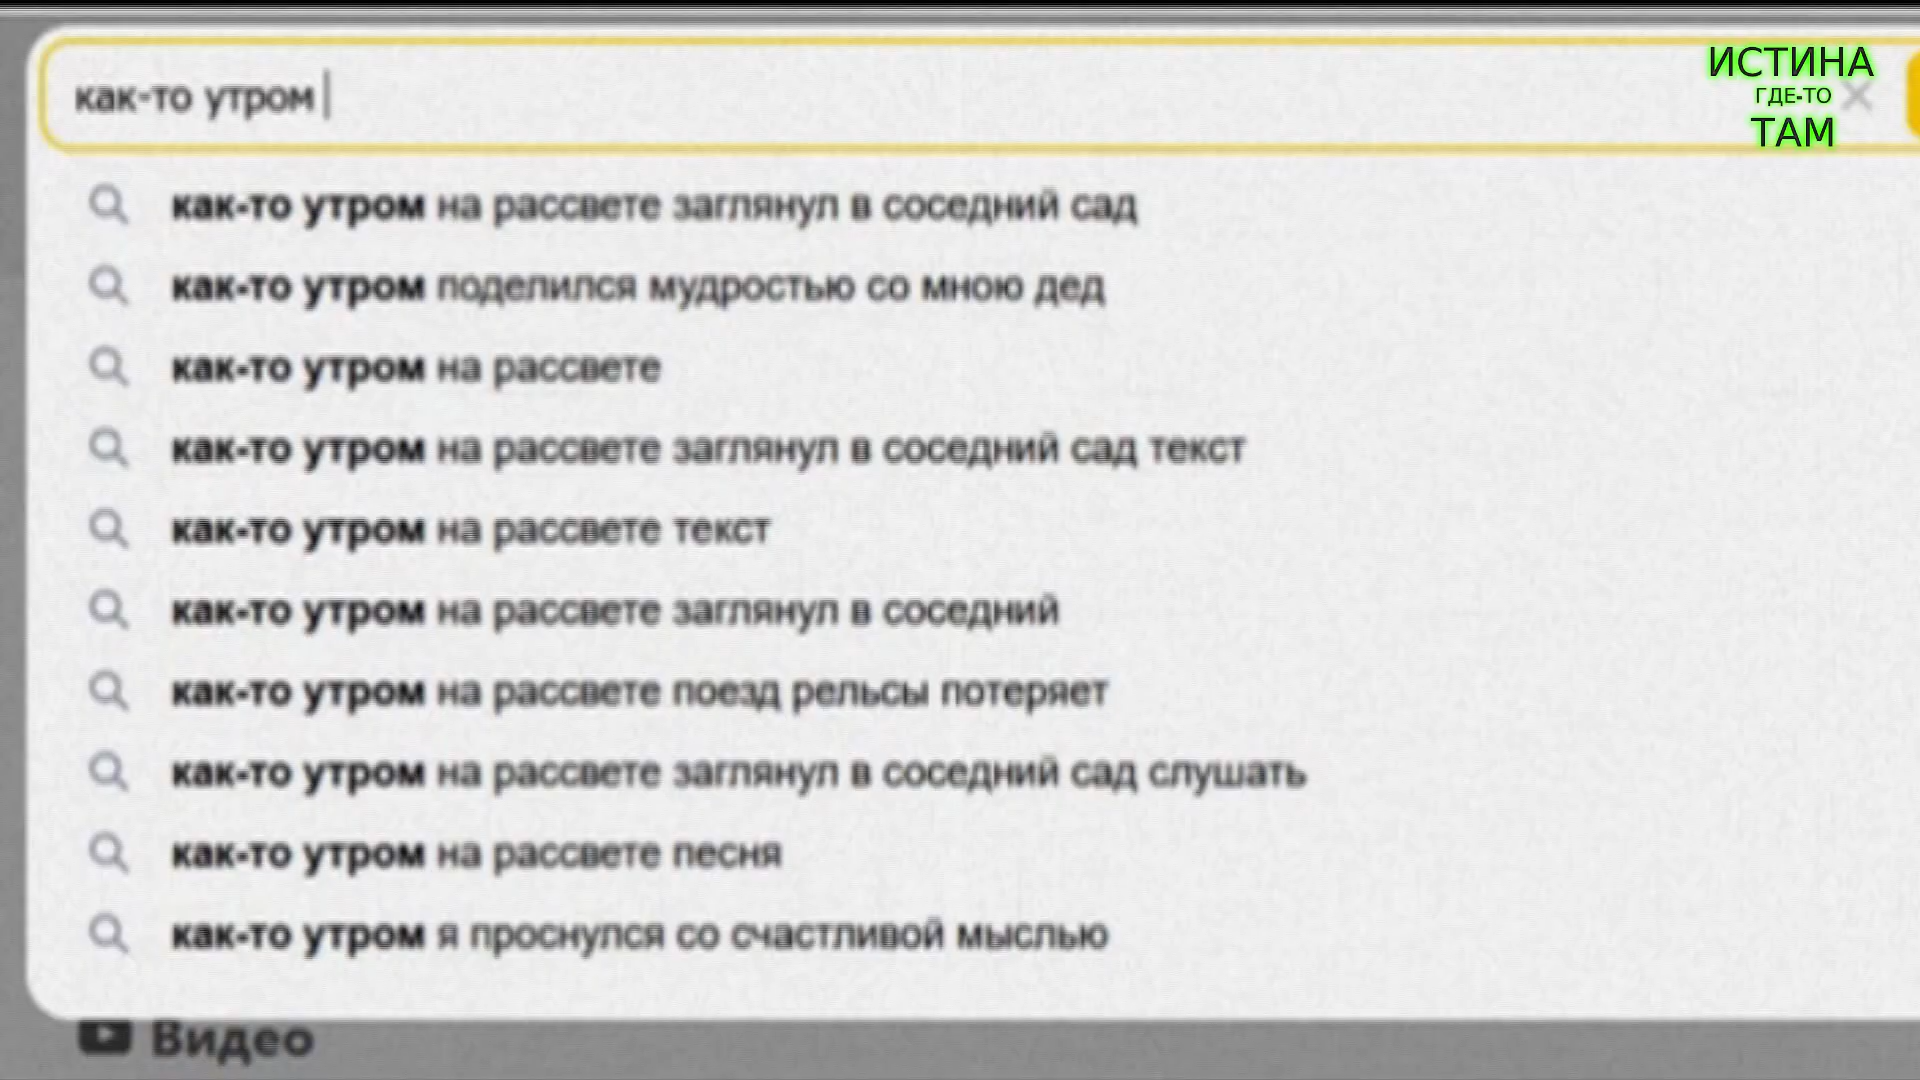 как-то утром
ИСТИНА
ГДЕ-ТО
ТАМ
как-то утром на рассвете заглянул в соседний сад
как-то утром поделился мудростью со мною дед
как-то утром на рассвете
как-то утром на рассвете заглянул в соседний сад текст
как-то утром на рассвете текст
как-то утром на рассвете заглянул в соседний
как-то утром на рассвете поезд рельсы потеряет
как-то утром на рассвете заглянул в соседний сад слушать
как-то утром на рассвете песня
как-то утром я проснулся со счастливой мыслью
Видео